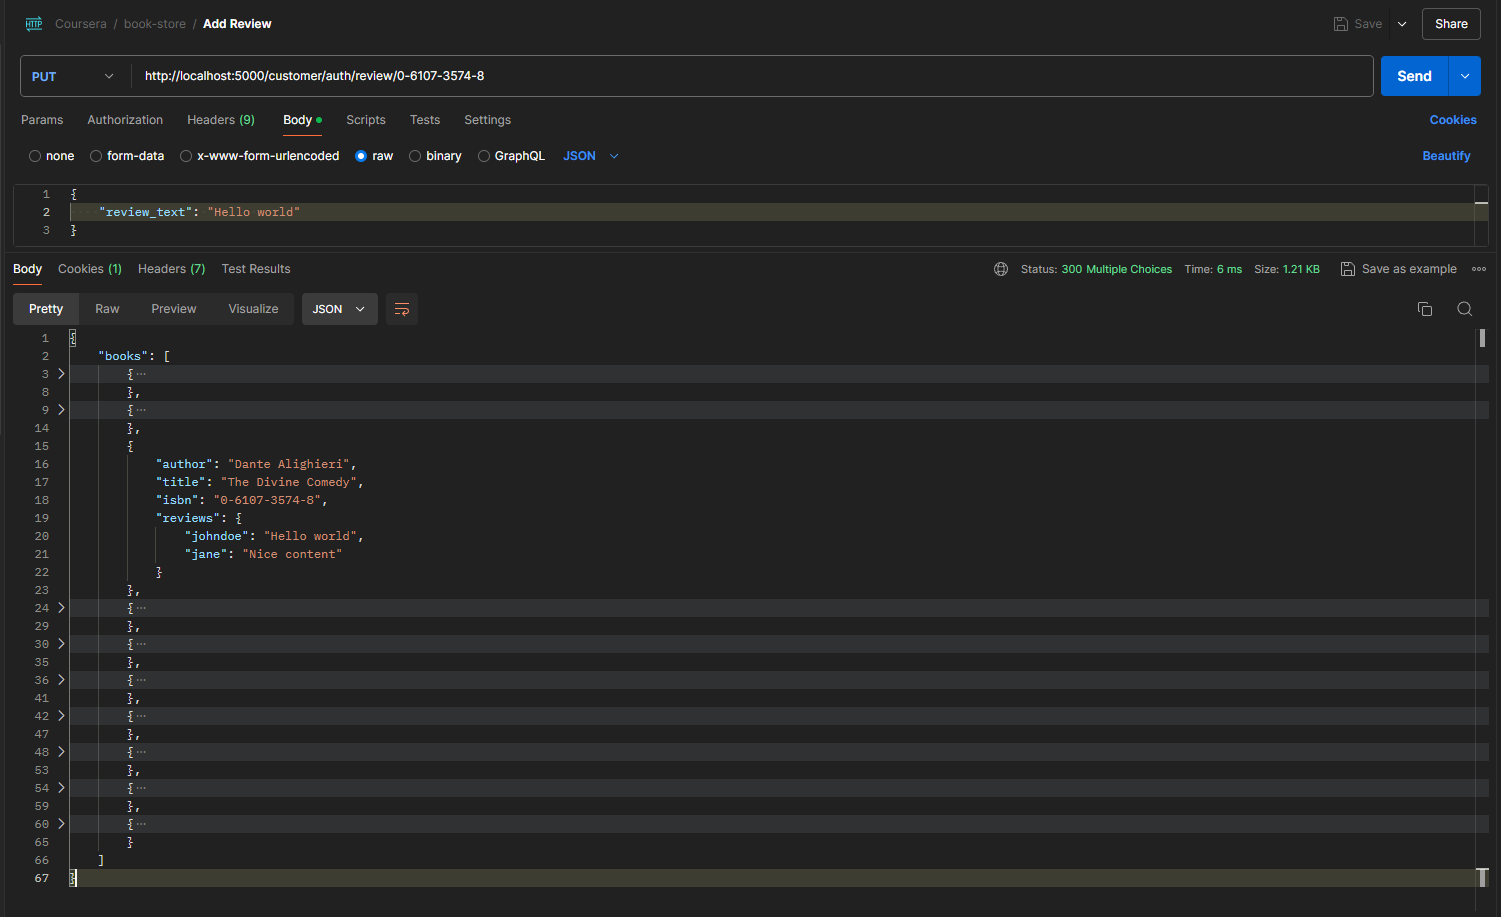 HTTP Coursera / book-store / Add Review Save Share
PUT http://localhost:5000/customer/auth/review/0-6107-3574-8 Send
Params Authorization Headers (9) Body Scripts Tests Settings Cookies
none form-data x-www-form-urlencoded raw binary GraphQL JSON Beautify
1 {
2 "review_text": "Hello world"
3 }
Body Cookies (1) Headers (7) Test Results Status: 300 Multiple Choices Time: 6 ms Size: 1.21 KB Save as example
Pretty Raw Preview Visualize JSON
1 {
2 "books": [
3 {···
8 },
9 {···
14 },
15 {
16 "author": "Dante Alighieri",
17 "title": "The Divine Comedy",
18 "isbn": "0-6107-3574-8",
19 "reviews": {
20 "johndoe": "Hello world",
21 "jane": "Nice content"
22 }
23 },
24 {···
29 },
30 {···
35 },
36 {···
41 },
42 {···
47 },
48 {···
53 },
54 {···
59 },
60 {···
65 }
66 ]
67 }